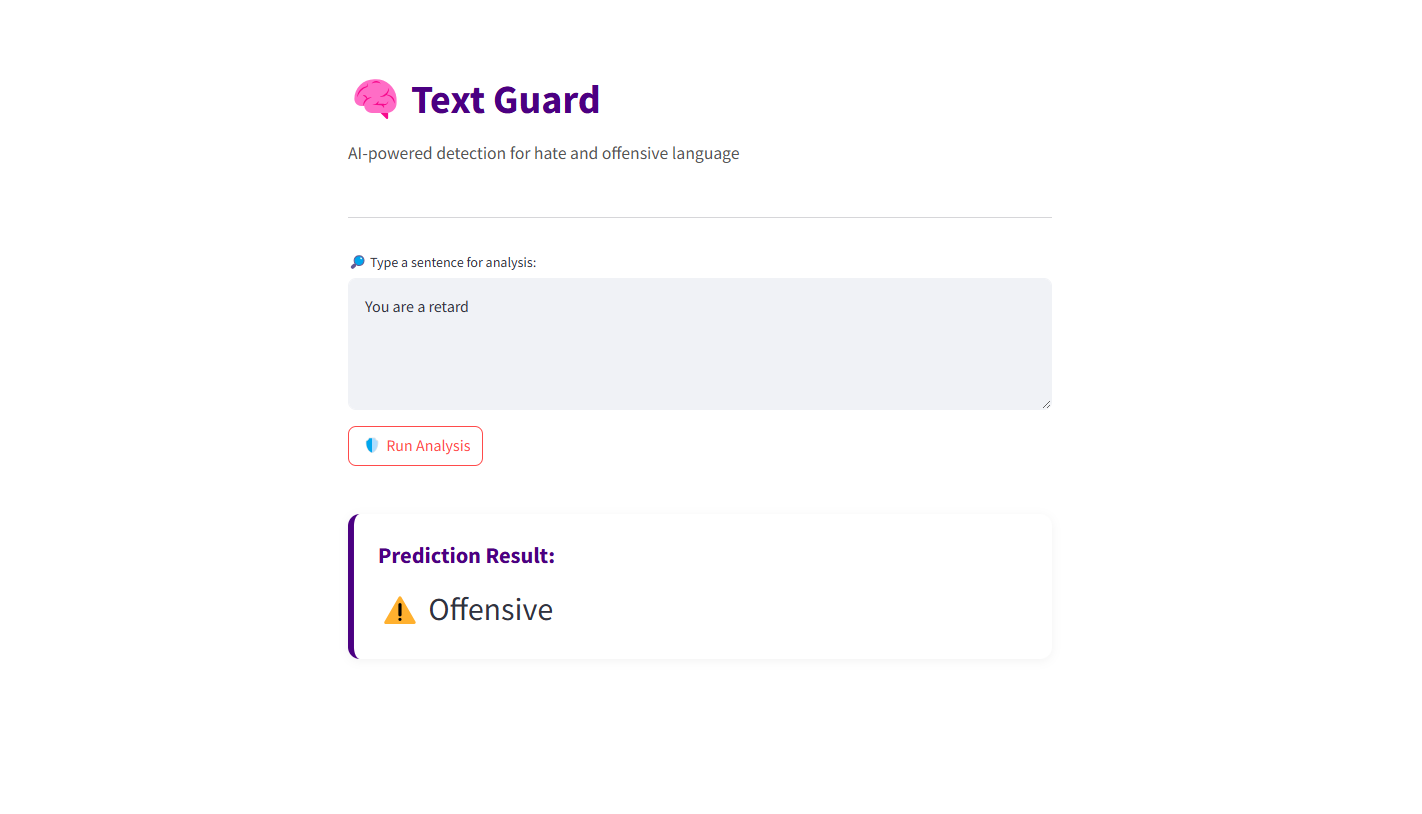 Text Guard
AI-powered detection for hate and offensive language
Type a sentence for analysis:
You are a retard
Run Analysis
Prediction Result:
Offensive